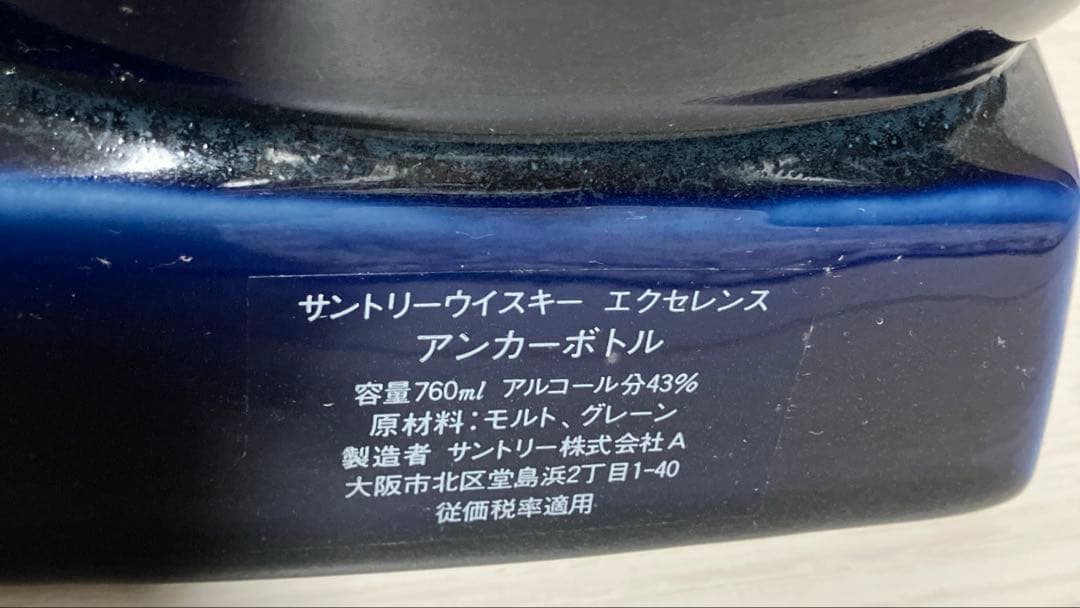 サントリーウイスキー エクセレンス
アンカーボトル
容量760ml アルコール分43%
原材料:モルト、グレーン
製造者 サントリー株式会社A
大阪市北区堂島浜2丁目1-40
従価税率適用